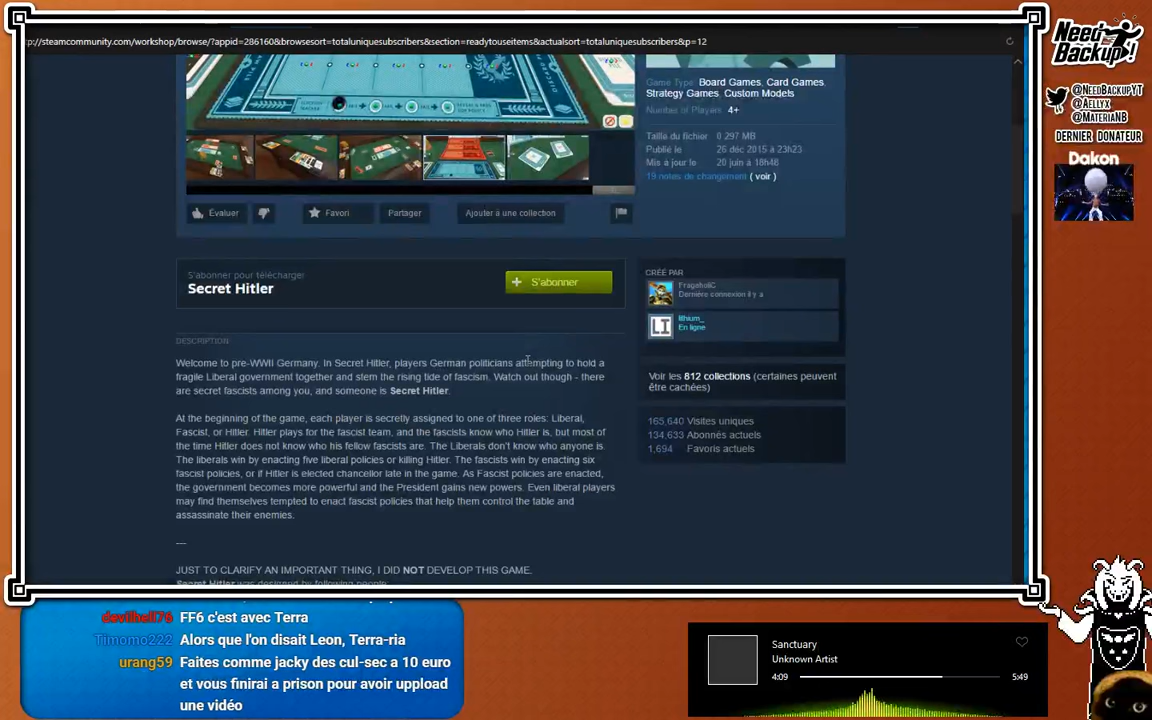 ://steamcommunity.com/workshop/browse/?appid=286160&browsesort=totaluniquesubscribers&section=readytouseitems&actualsort=totaluniquesubscribers&p=12
Need
Backup!
@NeedBackupYT
@Aellyx
@MateriaNB
DERNIER DONATEUR
Dakon
Game Type: Board Games, Card Games,
Strategy Games, Custom Models
Number of Players: 4+
Taille du fichier 0.297 MB
Publié le 26 déc 2015 à 23h23
Mis à jour le 20 juin à 18h48
19 notes de changement ( voir )
Évaluer
Favori
Partager
Ajouter à une collection
S'abonner pour télécharger
Secret Hitler
S'abonner
CRÉÉ PAR
FrageholiC
Dernière connexion il y a
LI
lithium_
En ligne
DESCRIPTION
Welcome to pre-WWII Germany. In Secret Hitler, players German politicians attempting to hold a
fragile Liberal government together and stem the rising tide of fascism. Watch out though - there
are secret fascists among you, and someone is Secret Hitler.
At the beginning of the game, each player is secretly assigned to one of three roles: Liberal,
Fascist, or Hitler. Hitler plays for the fascist team, and the fascists know who Hitler is, but most of
the time Hitler does not know who his fellow fascists are. The Liberals don't know who anyone is.
The liberals win by enacting five liberal policies or killing Hitler. The fascists win by enacting six
fascist policies, or if Hitler is elected chancellor late in the game. As Fascist policies are enacted,
the government becomes more powerful and the President gains new powers. Even liberal players
may find themselves tempted to enact fascist policies that help them control the table and
assassinate their enemies.
---
JUST TO CLARIFY AN IMPORTANT THING, I DID NOT DEVELOP THIS GAME.
Secret Hitler was designed by following people:
Voir les 812 collections (certaines peuvent
être cachées)
165,640 Visites uniques
134,633 Abonnés actuels
1,694 Favoris actuels
devilhell76 FF6 c'est avec Terra
Timomo222 Alors que l'on disait Leon, Terra-ria
urang59 Faites comme jacky des cul-sec a 10 euro
et vous finirai a prison pour avoir uppload
une vidéo
Sanctuary
Unknown Artist
4:09
5:49